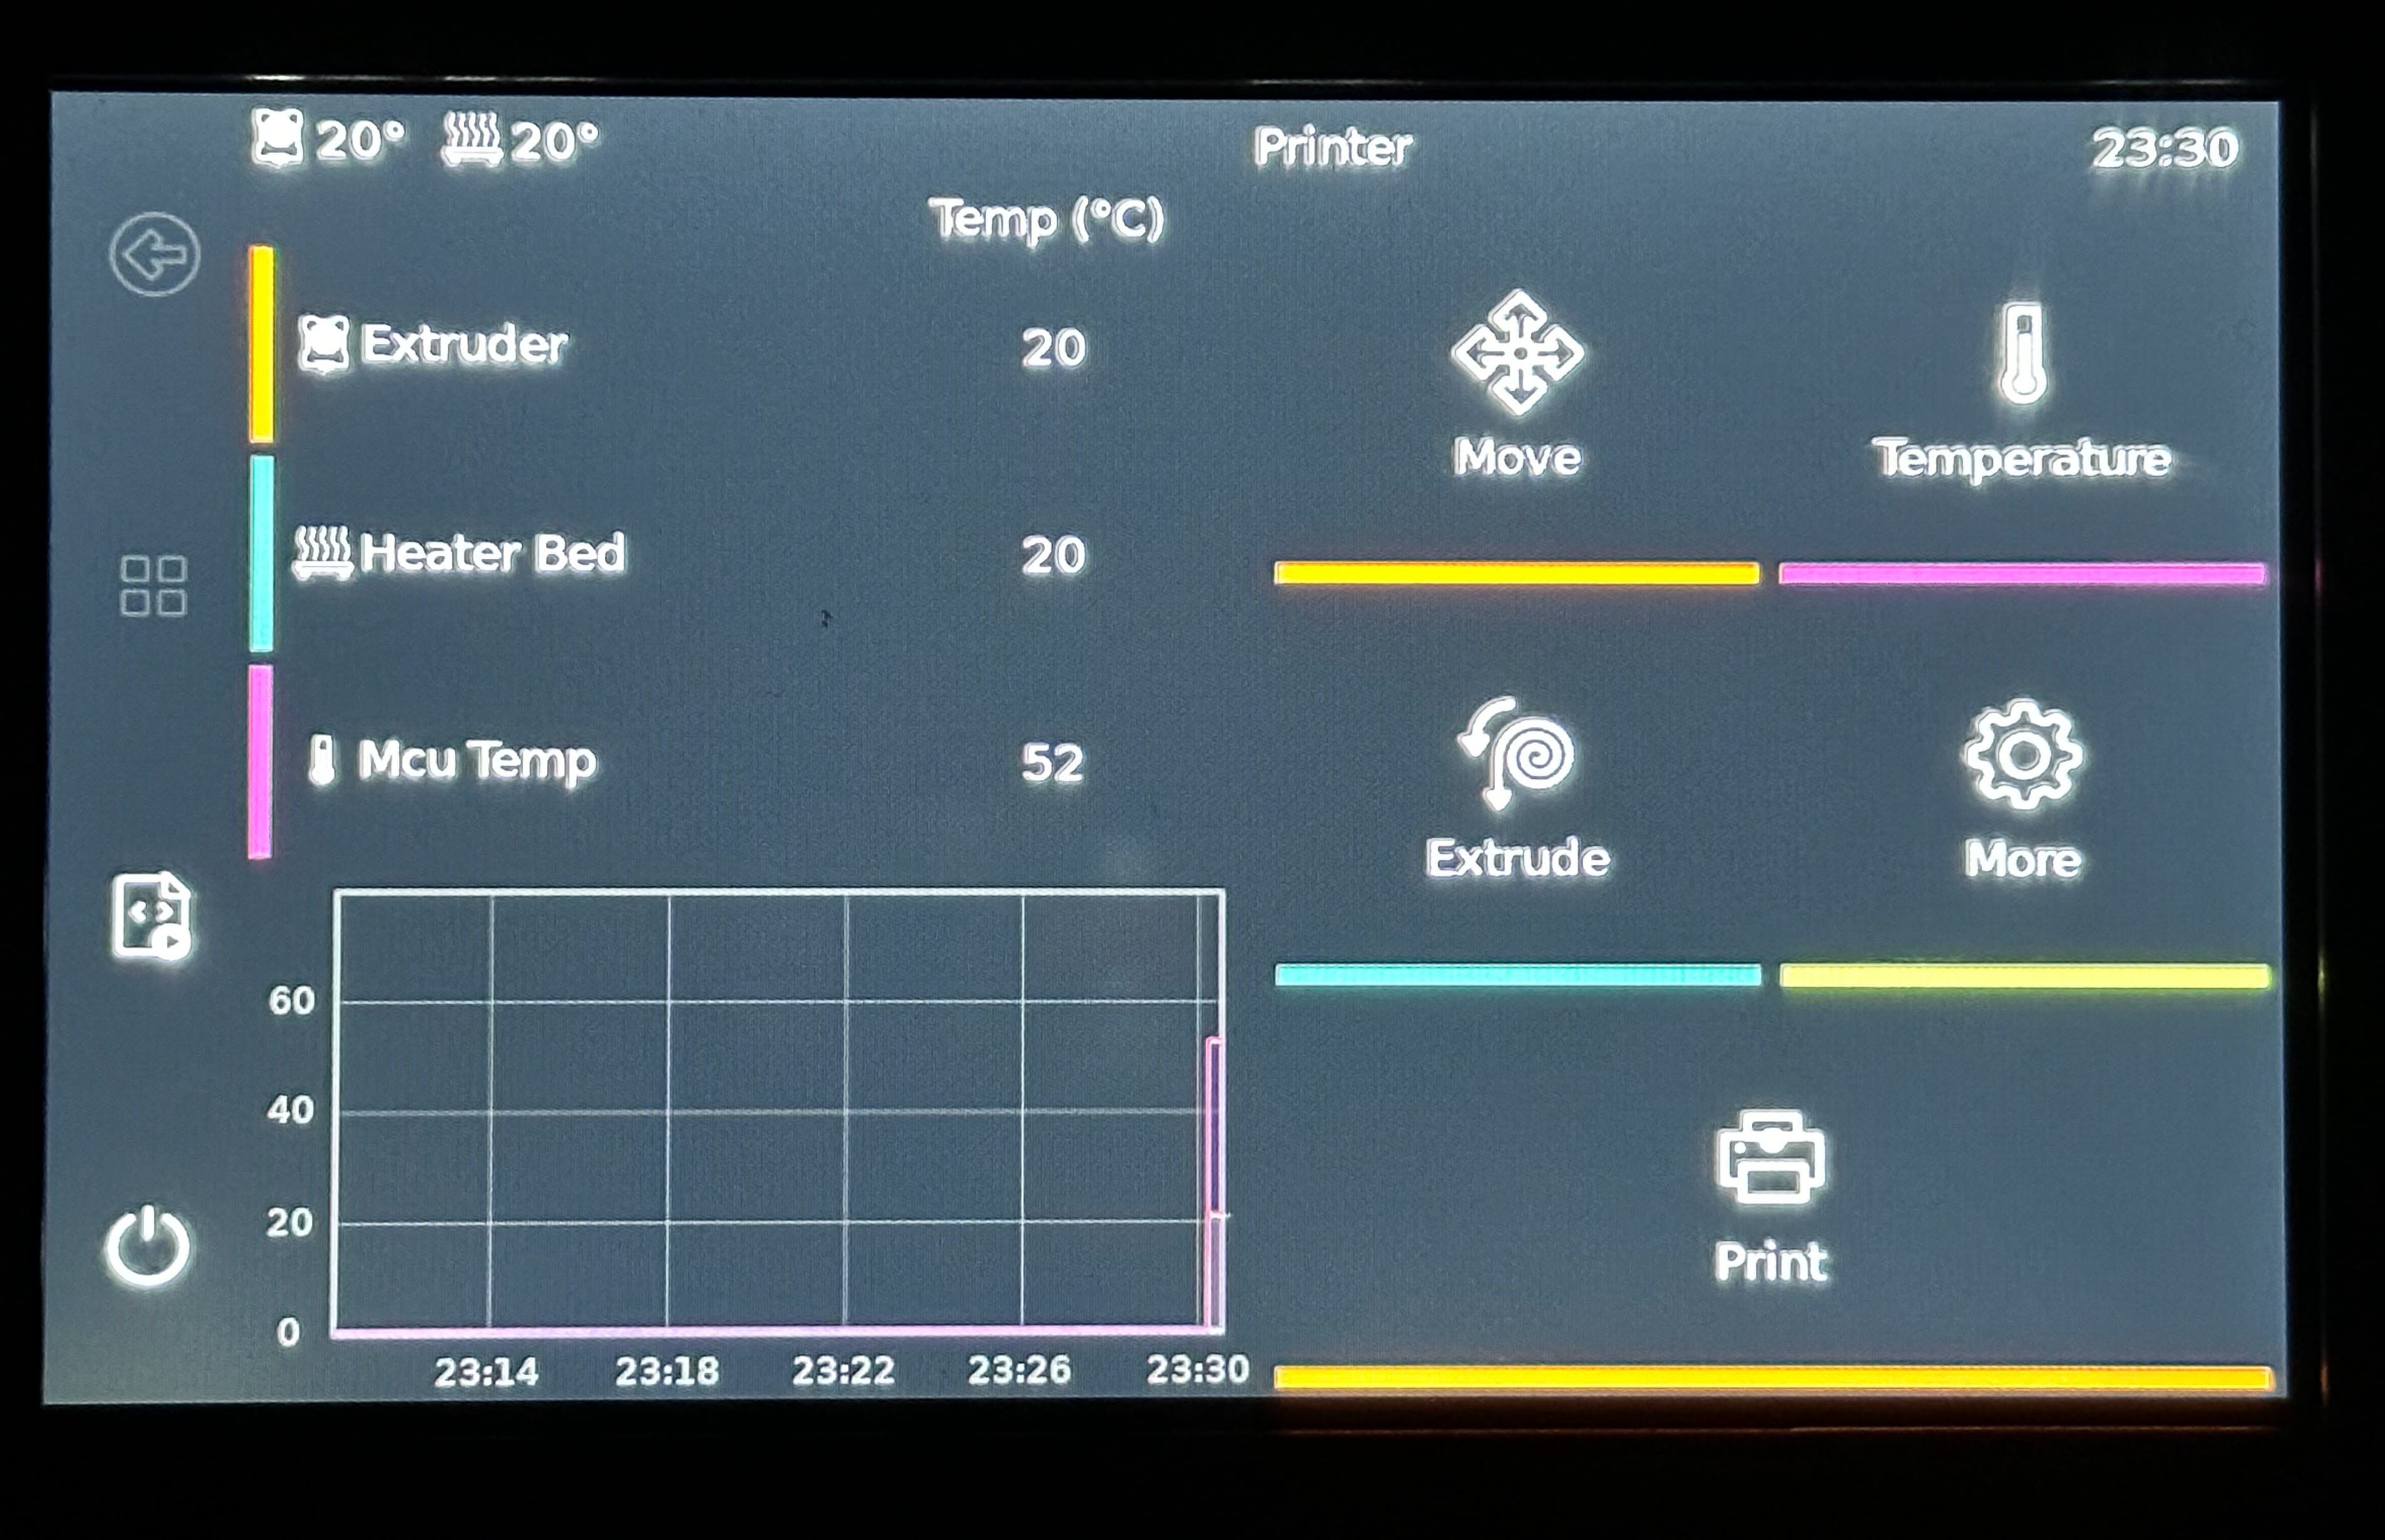 20° 20° Printer 23:30
Temp (°C)
Extruder 20
Heater Bed 20
Mcu Temp 52
Move Temperature
Extrude More
Print
60
40
20
0
23:14 23:18 23:22 23:26 23:30